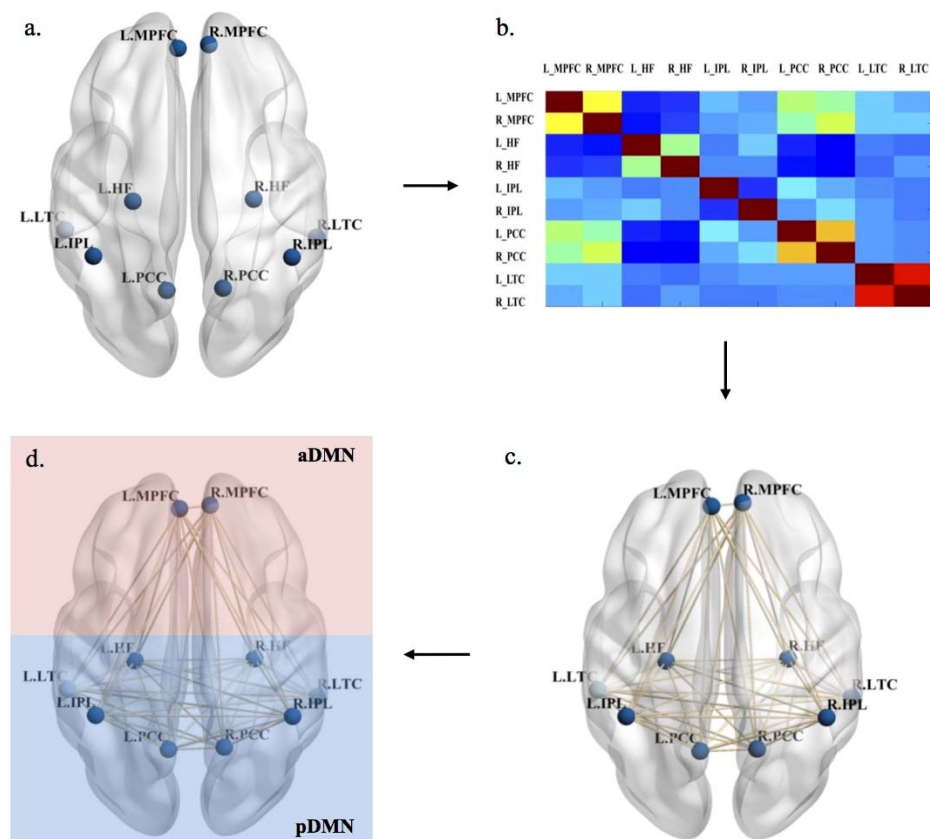 a.
L.MPFC R.MPFC
L.HF R.HF
L.LTC R.LTC
L.IPL R.IPL
L.PCC R.PCC
b.
L_MPFC R_MPFC L_HF R_HF L_IPL R_IPL L_PCC R_PCC L_LTC R_LTC
L_MPFC
R_MPFC
L_HF
R_HF
L_IPL
R_IPL
L_PCC
R_PCC
L_LTC
R_LTC
d.
aDMN
L.MPFC R.MPFC
L.HF R.HF
L.LTC R.LTC
L.IPL R.IPL
L.PCC R.PCC
pDMN
c.
L.MPFC R.MPFC
L.HF R.HF
L.LTC R.LTC
L.IPL R.IPL
L.PCC R.PCC